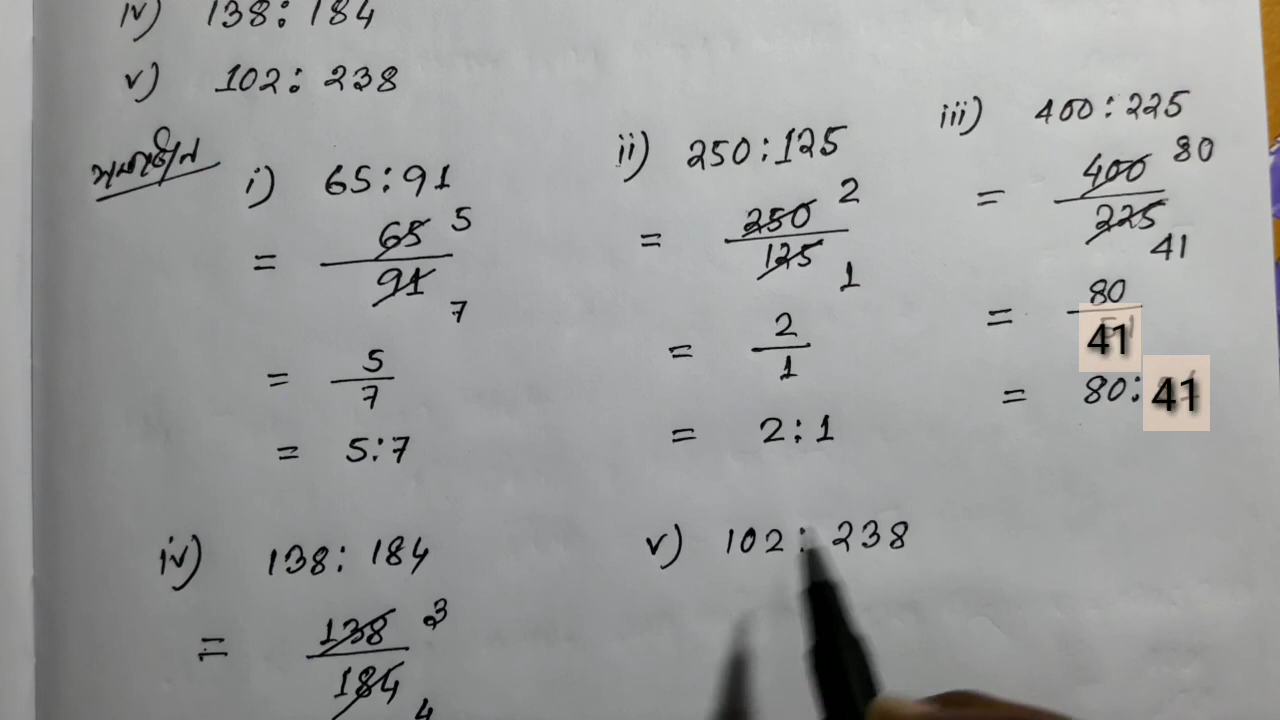 iv) 138:184
v) 102:238
সমাধান
i) 65:91
= 65/91 5 7
= 5/7
= 5:7
ii) 250:125
= 250/125 2 1
= 2/1
= 2:1
iii) 400:225
= 400/225 80 41
= 80/41
= 80:41
iv) 138:184
= 138/184 3 4
v) 102:238